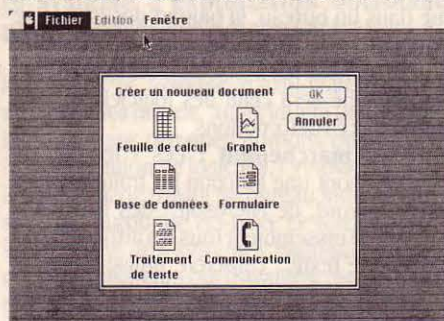 Fichier Edition Fenêtre
Créer un nouveau document
OK
Annuler
Feuille de calcul
Graphe
Base de données
Formulaire
Traitement
de texte
Communication